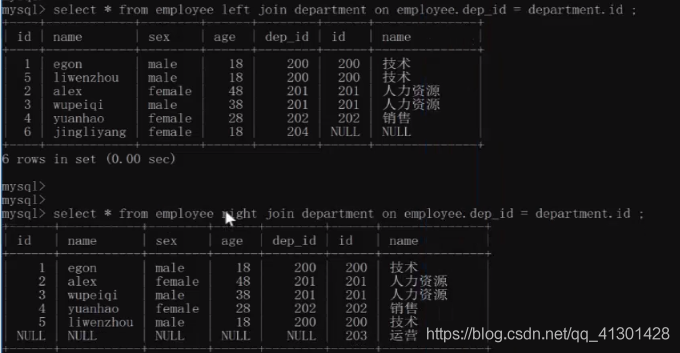 mysql> select * from employee left join department on employee.dep_id = department.id ;
| id | name | sex | age | dep_id | id | name |
| 1 | egon | male | 18 | 200 | 200 | 技术 |
| 5 | liwenzhou | male | 18 | 200 | 200 | 技术 |
| 2 | alex | female | 48 | 201 | 201 | 人力资源 |
| 3 | wupeiqi | male | 38 | 201 | 201 | 人力资源 |
| 4 | yuanhao | female | 28 | 202 | 202 | 销售 |
| 6 | jingliyang | female | 18 | 204 | NULL | NULL |
6 rows in set (0.00 sec)
mysql>
mysql>
mysql> select * from employee right join department on employee.dep_id = department.id ;
| id | name | sex | age | dep_id | id | name |
| 1 | egon | male | 18 | 200 | 200 | 技术 |
| 2 | alex | female | 48 | 201 | 201 | 人力资源 |
| 3 | wupeiqi | male | 38 | 201 | 201 | 人力资源 |
| 4 | yuanhao | female | 28 | 202 | 202 | 销售 |
| 5 | liwenzhou | male | 18 | 200 | 200 | 技术 |
| NULL | NULL | NULL | NULL | NULL | 203 | 运营 |
https://blog.csdn.net/qq_41301428